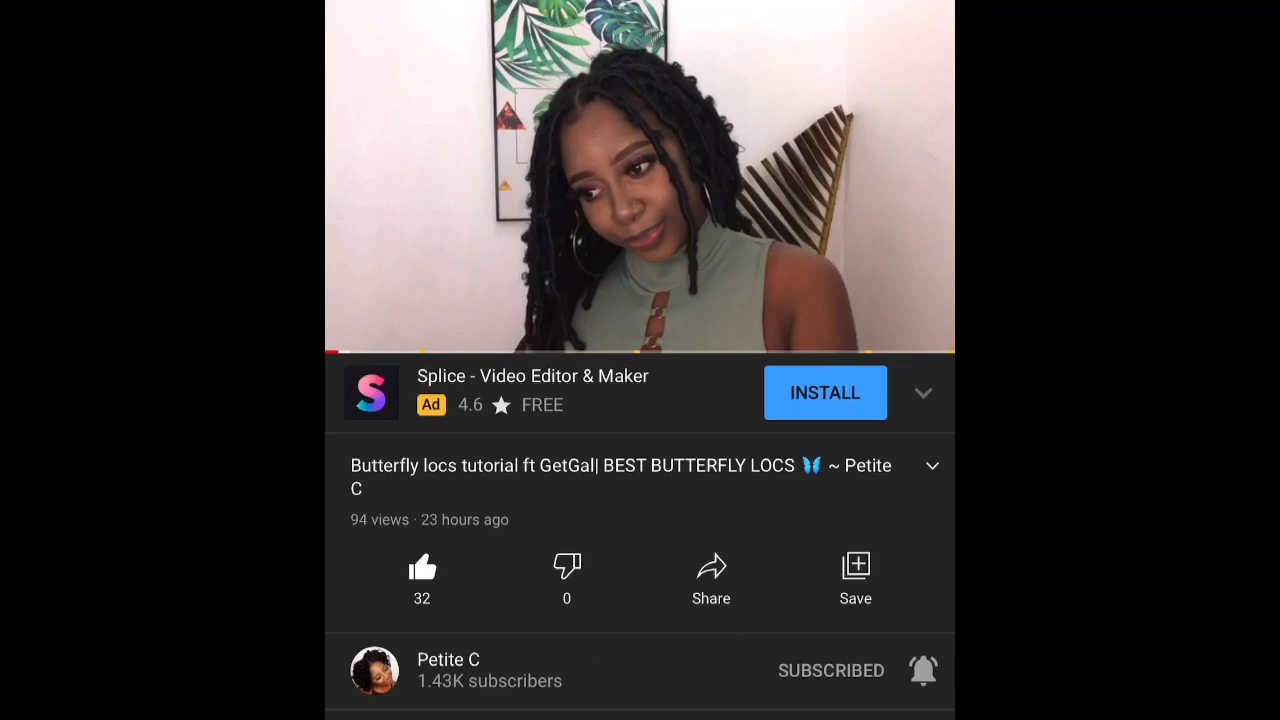 Splice - Video Editor & Maker
Ad 4.6 ★ FREE
INSTALL
Butterfly locs tutorial ft GetGal| BEST BUTTERFLY LOCS 🦋 ~ Petite
C
94 views · 23 hours ago
32
0
Share
Save
Petite C
1.43K subscribers
SUBSCRIBED